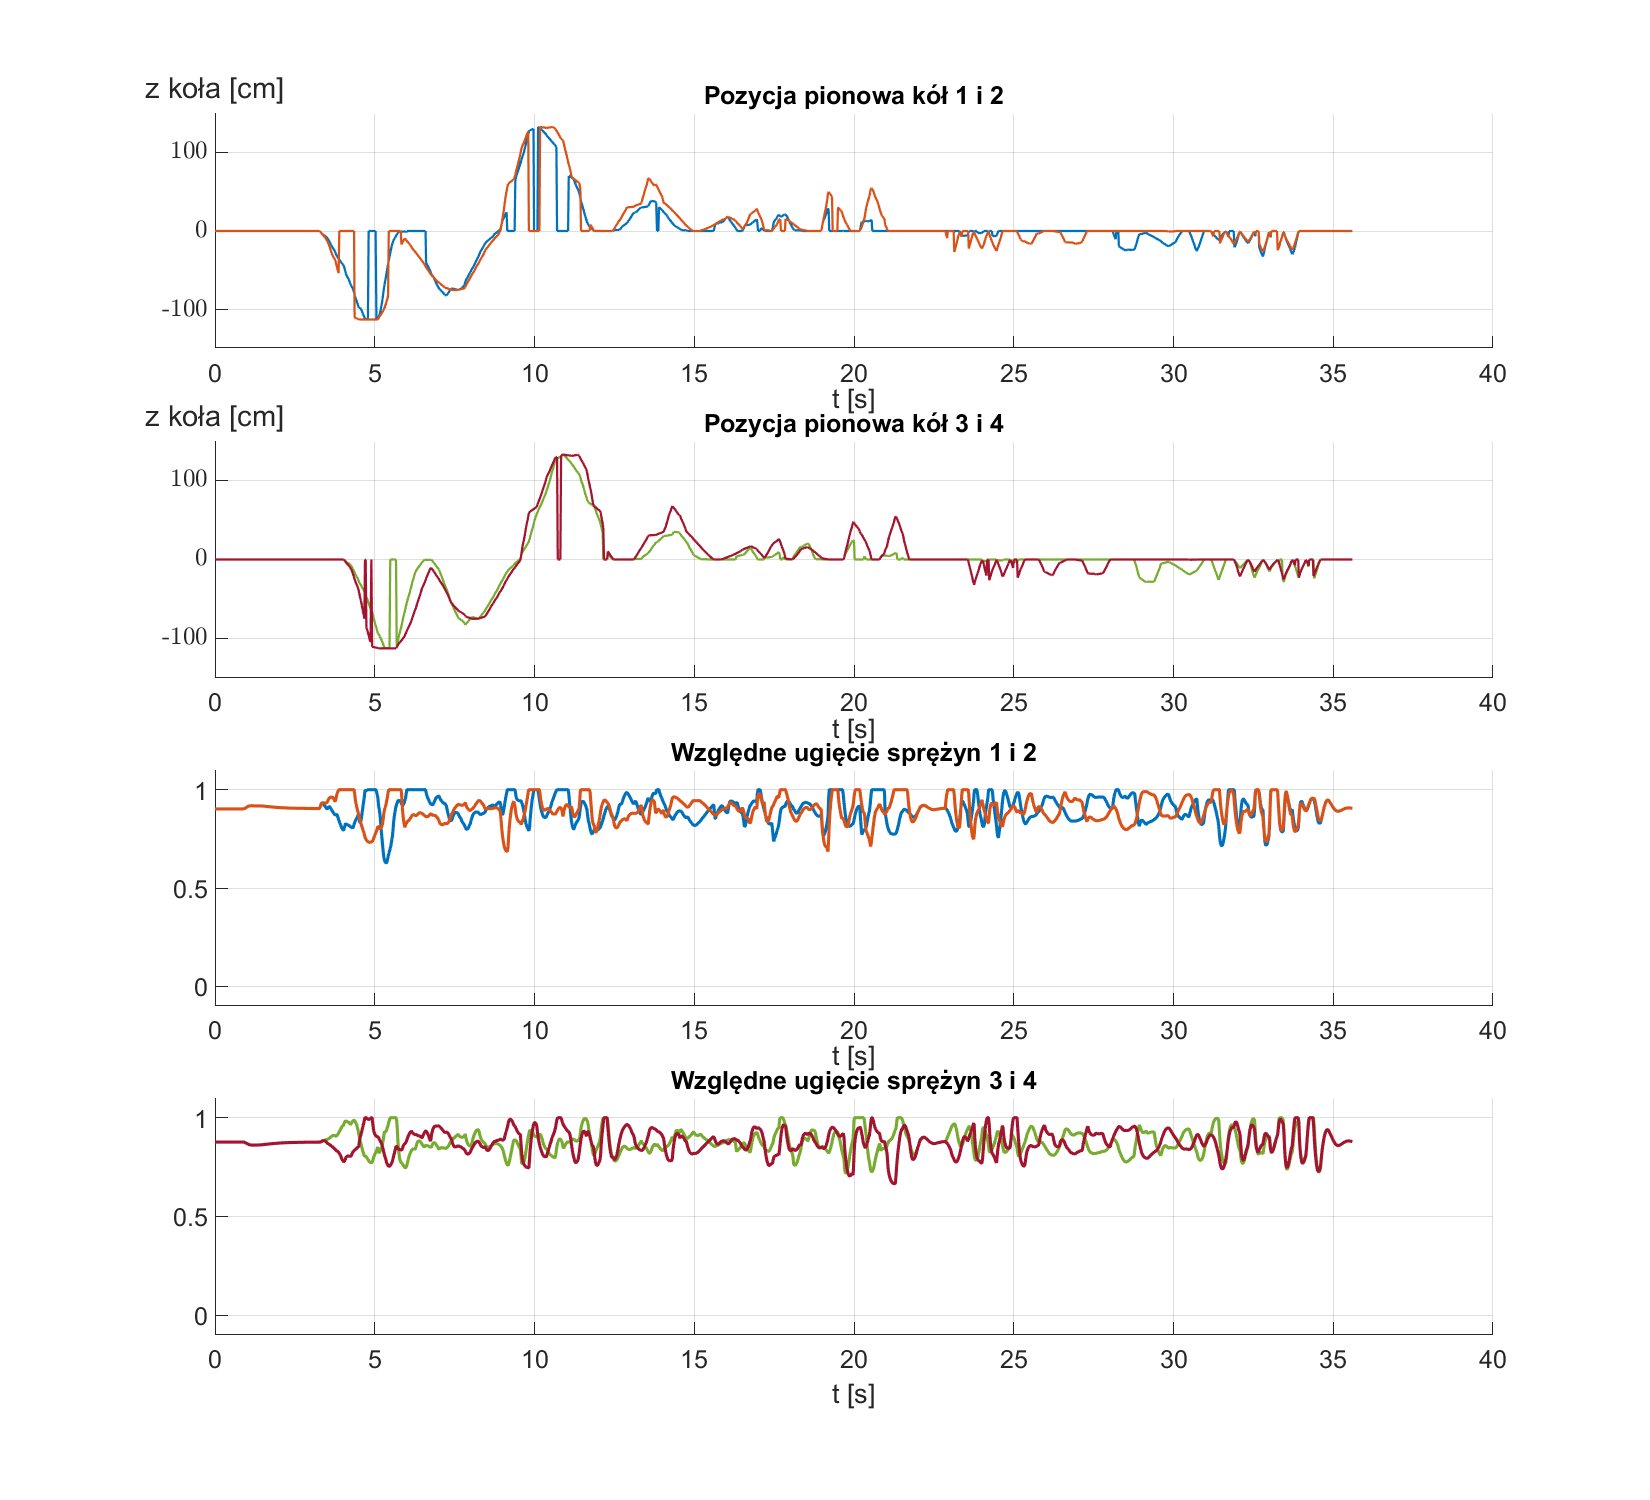 z koła [cm]
Pozycja pionowa kół 1 i 2
100
0
-100
0 5 10 15 20 25 30 35 40
t [s]
z koła [cm]
Pozycja pionowa kół 3 i 4
100
0
-100
0 5 10 15 20 25 30 35 40
t [s]
Względne ugięcie sprężyn 1 i 2
1
0.5
0
0 5 10 15 20 25 30 35 40
t [s]
Względne ugięcie sprężyn 3 i 4
1
0.5
0
0 5 10 15 20 25 30 35 40
t [s]